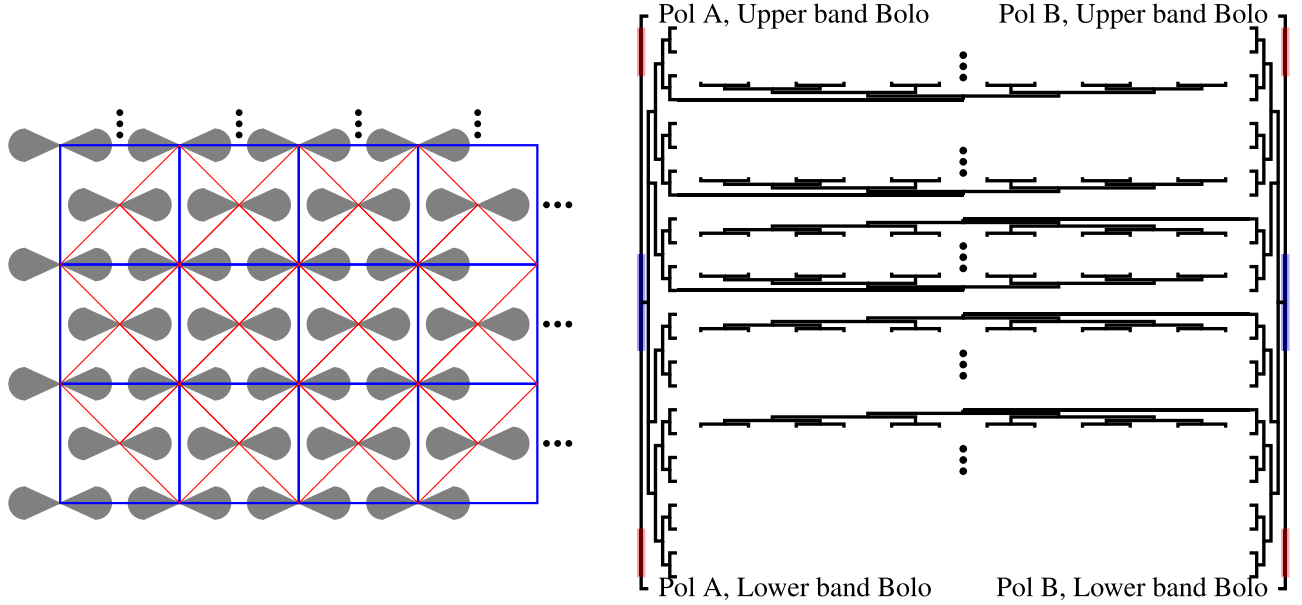 Pol A, Upper band Bolo
Pol B, Upper band Bolo
Pol A, Lower band Bolo
Pol B, Lower band Bolo